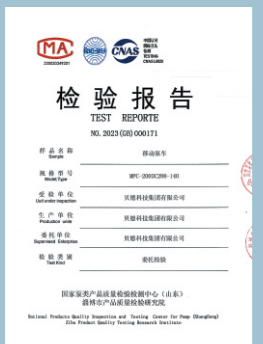 MA
CNAS
检测
TESTING
检 验 报 告
TEST REPORTE
NO. 2023(GB)000171
样 品 名 称
Sample
移动泵车
规 格 型 号
Model/Type
受 检 单 位
Unit under inspection
贝德科技集团有限公司
生 产 单 位
Production unite
贝德科技集团有限公司
委 托 单 位
贝德科技集团有限公司
检 验 类 别
Test Kind
委托检验
国家泵类产品质量检验检测中心（山东）
淄博市产品质量检验研究院
National Products Quality Inspection and Testing Center for Pump (ShangDong)
Zibo Product Quality Testing Research Institute